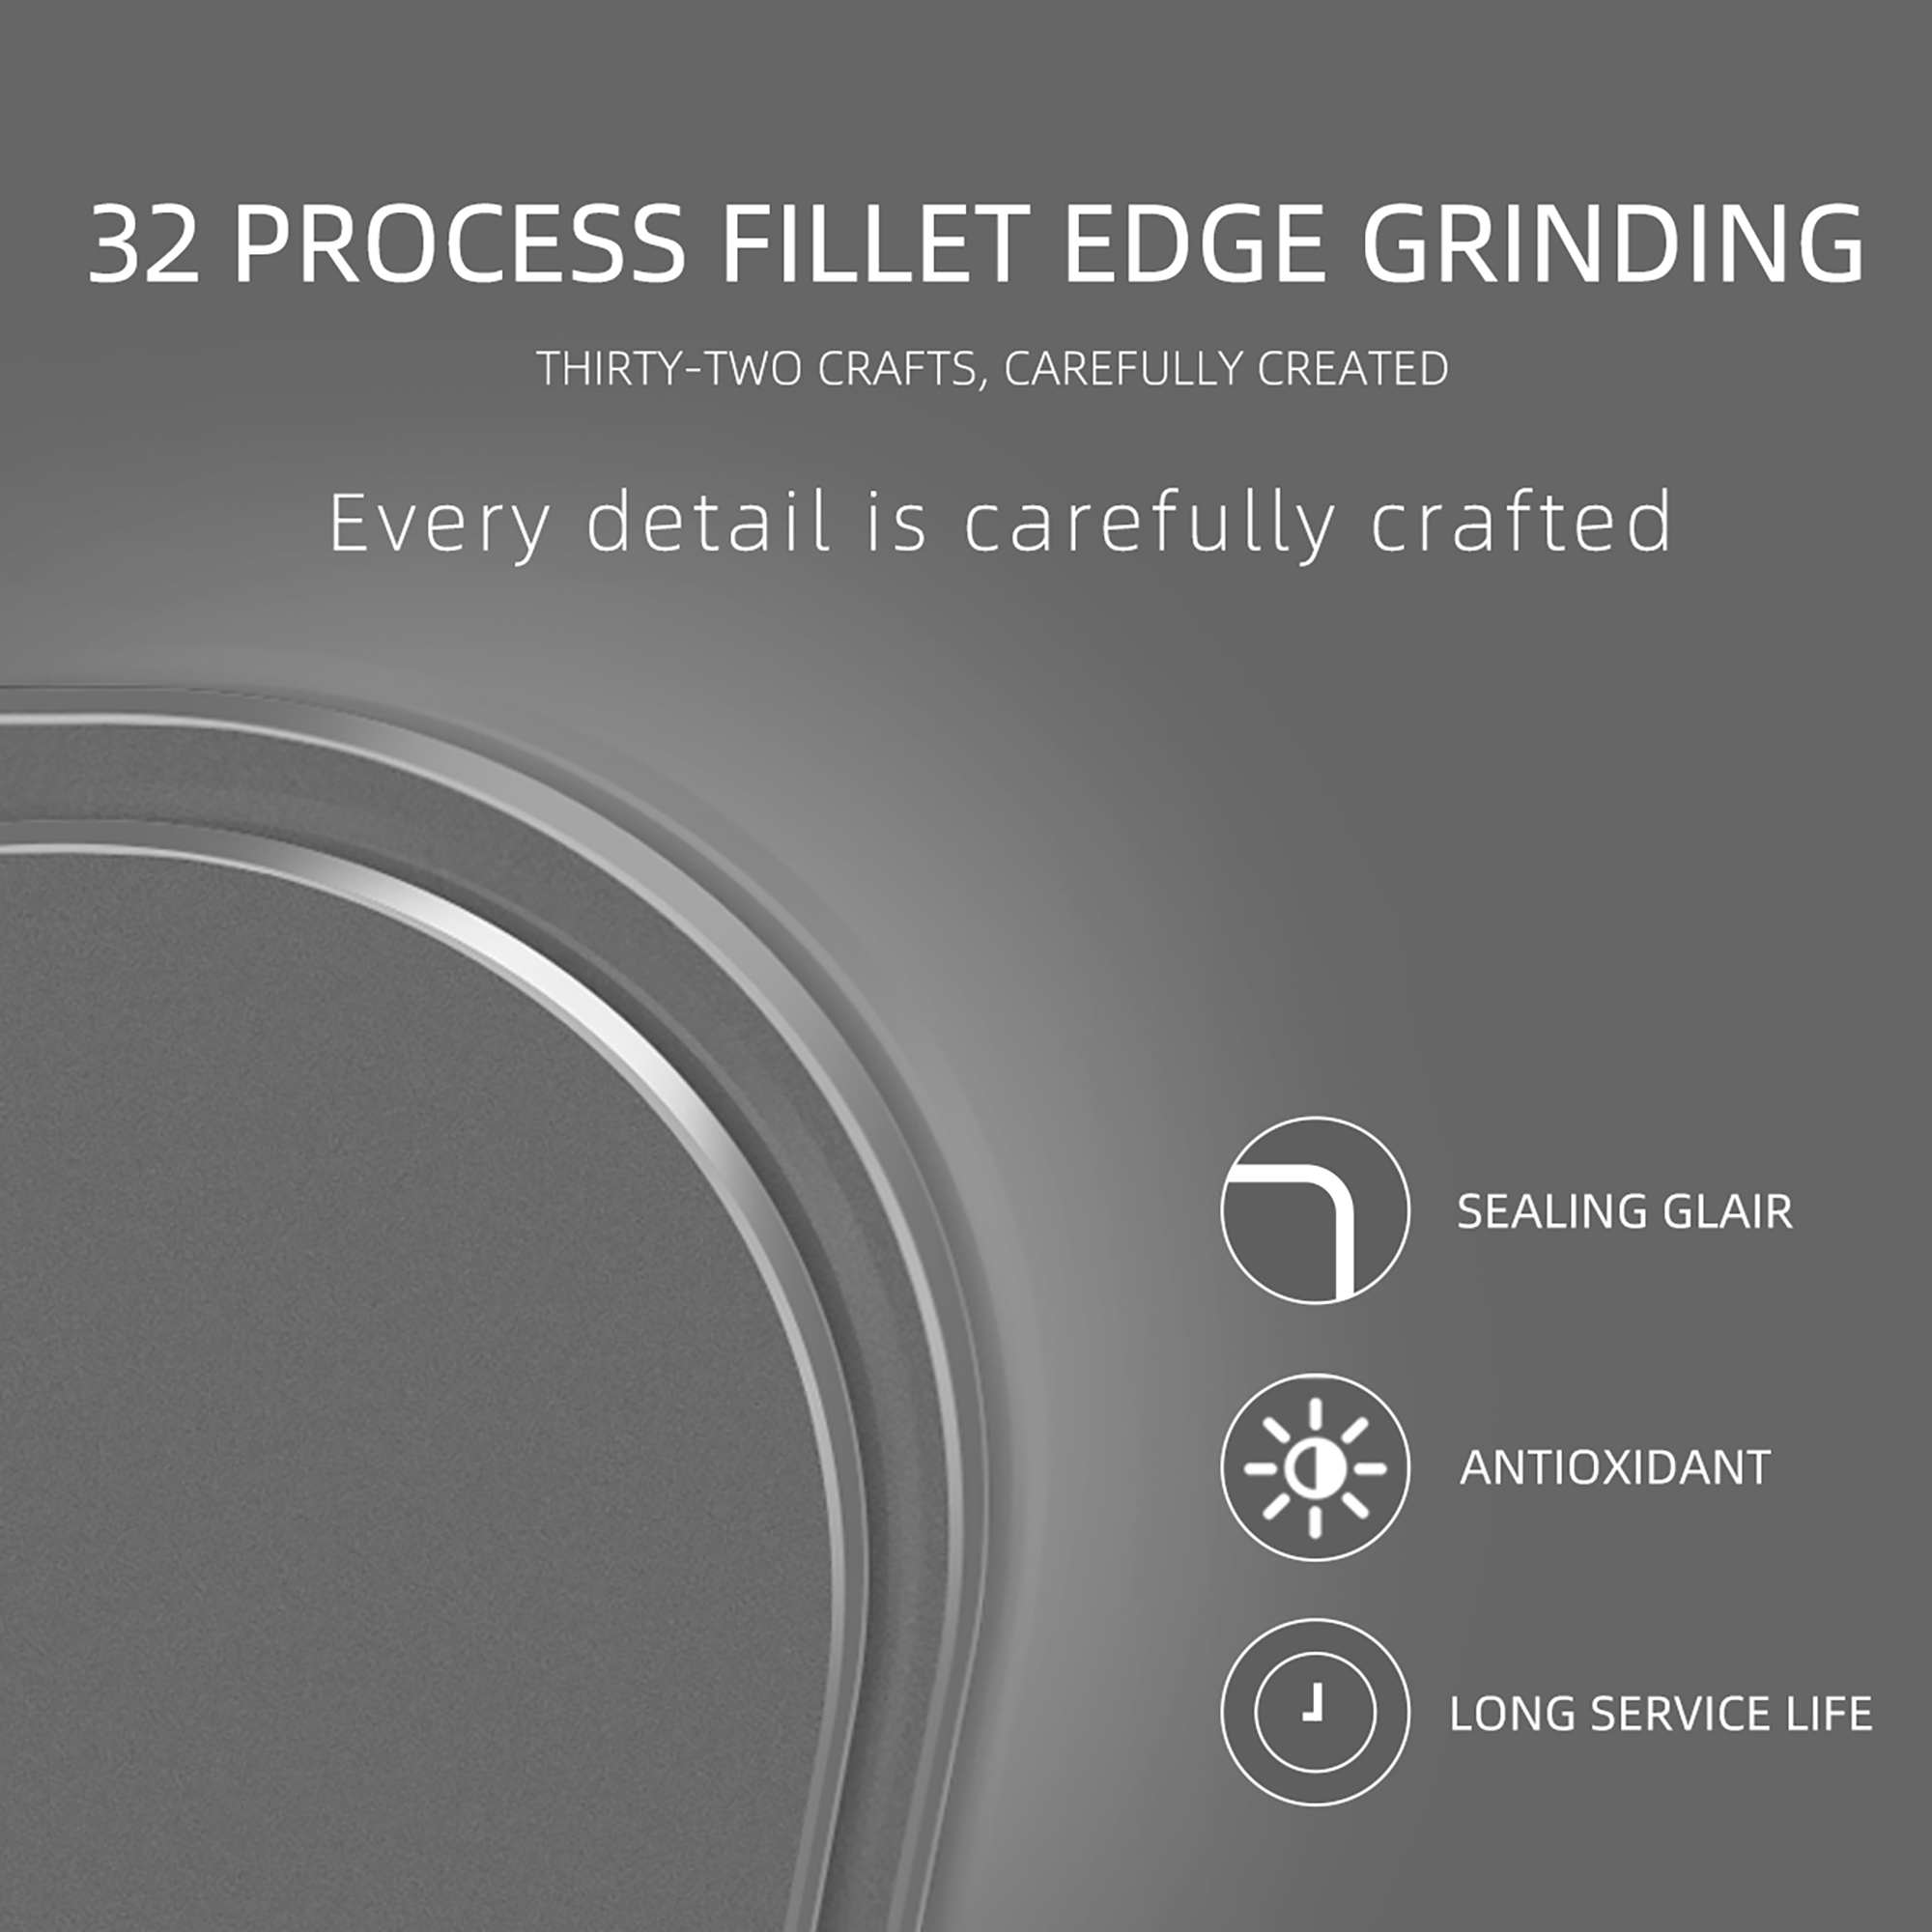 32 PROCESS FILLET EDGE GRINDING
THIRTY-TWO CRAFTS, CAREFULLY CREATED
Every detail is carefully crafted
SEALING GLAIR
ANTIOXIDANT
LONG SERVICE LIFE